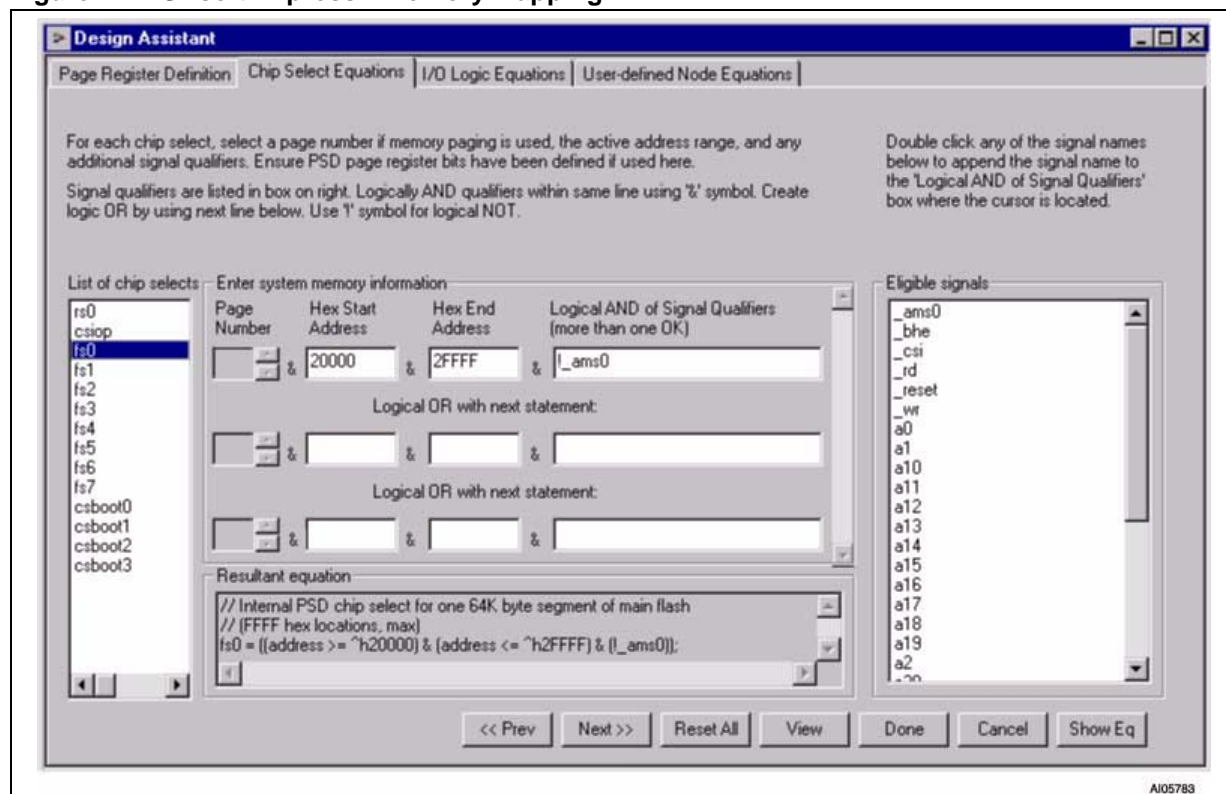 Design Assistant
Page Register Definition Chip Select Equations I/O Logic Equations User-defined Node Equations
For each chip select, select a page number if memory paging is used, the active address range, and any
additional signal qualifiers. Ensure PSD page register bits have been defined if used here.
Signal qualifiers are listed in box on right. Logically AND qualifiers within same line using '&' symbol. Create
logic OR by using next line below. Use '!' symbol for logical NOT.
Double click any of the signal names
below to append the signal name to
the 'Logical AND of Signal Qualifiers'
box where the cursor is located.
List of chip selects
rs0
csiop
fs0
fs1
fs2
fs3
fs4
fs5
fs6
fs7
csboot0
csboot1
csboot2
csboot3
Enter system memory information
Page Number
Hex Start Address
Hex End Address
Logical AND of Signal Qualifiers
(more than one OK)
& 20000 & 2FFFF & !_ams0
Logical OR with next statement:
& & &
Logical OR with next statement:
& & &
Resultant equation
// Internal PSD chip select for one 64K byte segment of main flash
// (FFFF hex locations, max)
fs0 = ((address >= ^h20000) & (address <= ^h2FFFF) & (!_ams0));
Eligible signals
_ams0
_bhe
_csi
_rd
_reset
_wr
a0
a1
a10
a11
a12
a13
a14
a15
a16
a17
a18
a19
a2
<< Prev Next >> Reset All View Done Cancel Show Eq
AI05783